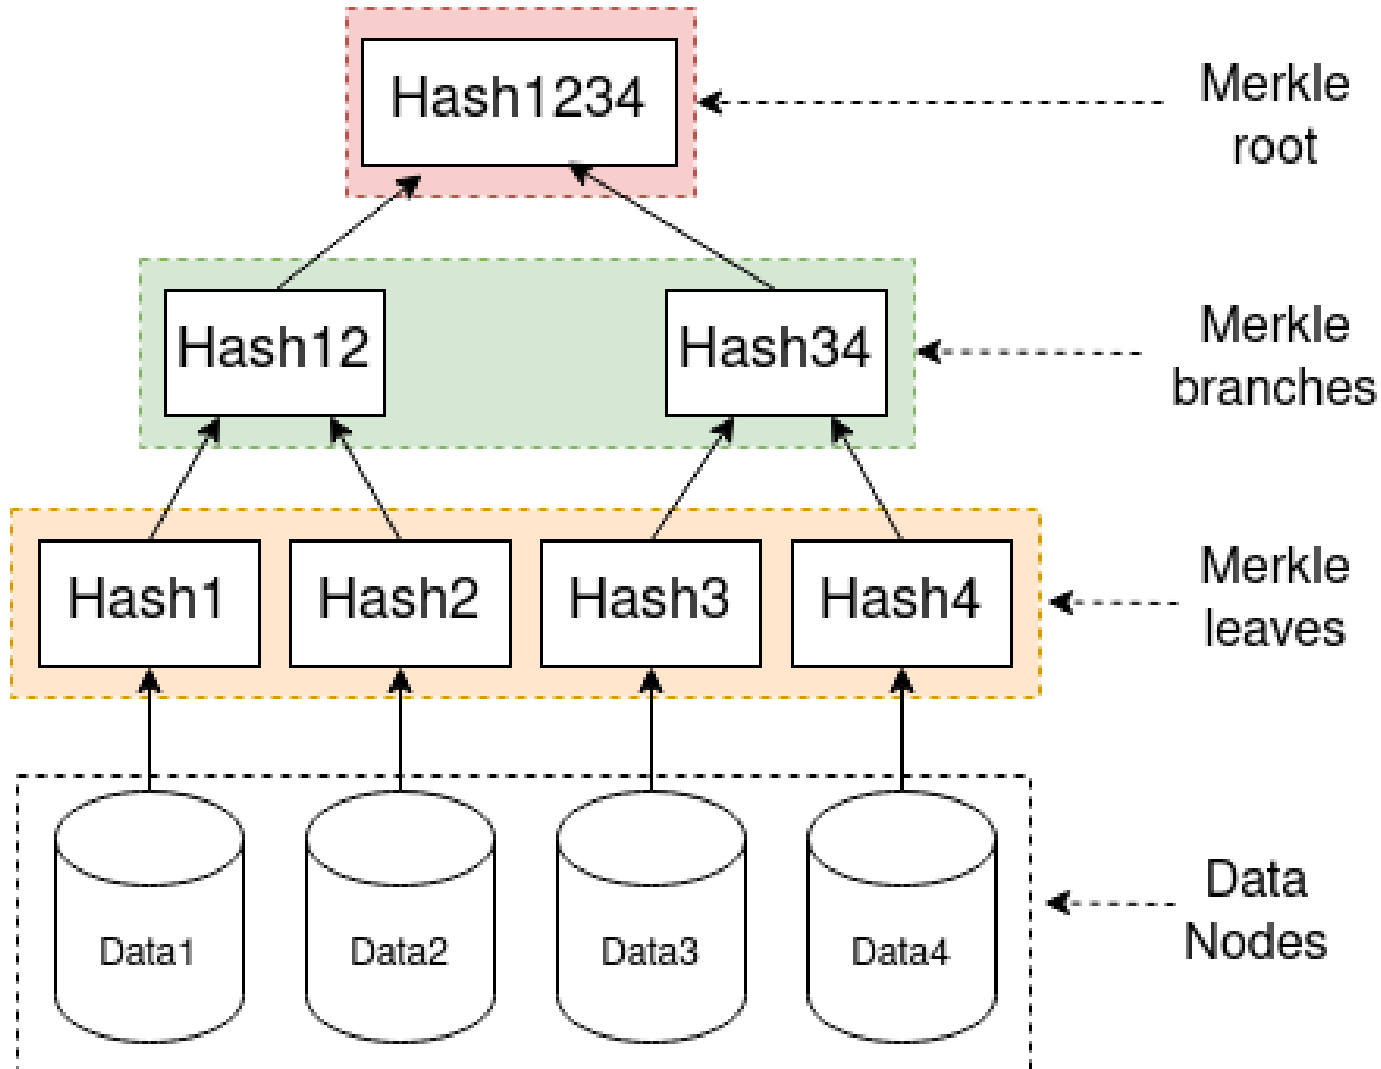 Hash1234
Merkle
root
Hash12
Hash34
Merkle
branches
Hash1
Hash2
Hash3
Hash4
Merkle
leaves
Data1
Data2
Data3
Data4
Data
Nodes